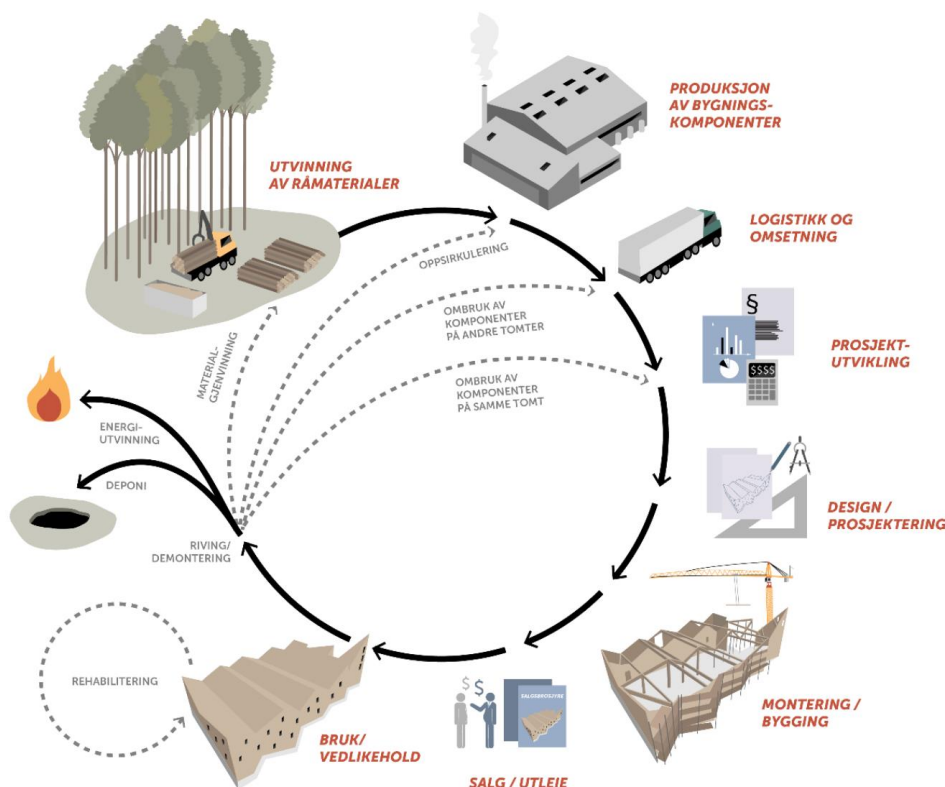 PRODUKSJON
AV BYGNINGS-
KOMPONENTER
UTVINNING
AV RÅMATERIALER
LOGISTIKK OG
OMSETNING
OPPSIRKULERING
OMBRUK AV
KOMPONENTER
PÅ ANDRE TOMTER
§
$$$$
PROSJEKT-
UTVIKLING
MATERIAL-
GJENVINNING
OMBRUK AV
KOMPONENTER
PÅ SAMME TOMT
ENERGI-
UTVINNING
DEPONI
DESIGN /
PROSJEKTERING
RIVING/
DEMONTERING
REHABILITERING
$ $
SALGSBROSJYRE
MONTERING /
BYGGING
BRUK/
VEDLIKEHOLD
SALG / UTLEIE